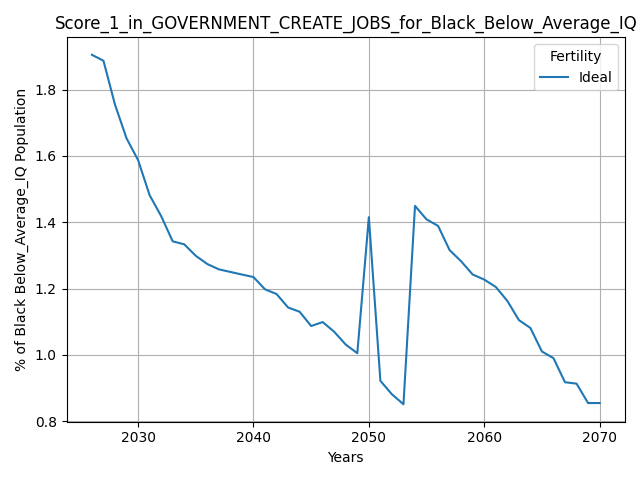 Score_1_in_GOVERNMENT_CREATE_JOBS_for_Black_Below_Average_IQ
Fertility
Ideal
% of Black Below_Average_IQ Population
1.8
1.6
1.4
1.2
1.0
0.8
2030 2040 2050 2060 2070
Years